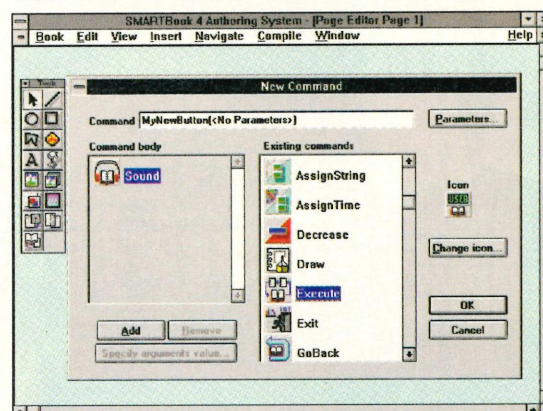 SMARTBook 4 Authoring System - [Page Editor Page 1]
Book Edit View Insert Navigate Compile Window Help
Tools
New Command
Command MyNewButton(<No Parameters>)
Parameters...
Command body
Existing commands
Sound
AssignString
AssignTime
Decrease
Draw
Execute
Exit
GoBack
Icon
USER
Change icon...
OK
Cancel
Add
Remove
Specify arguments value...